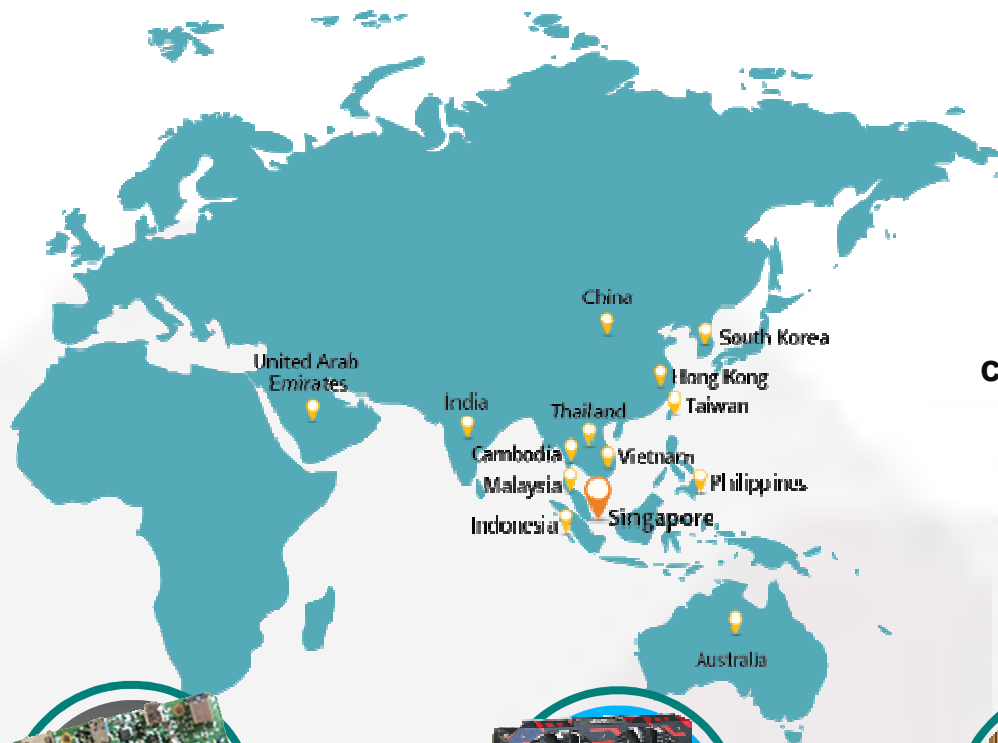 China
South Korea
United Arab
Emirates
Hong Kong
India
Taiwan
Thailand
Cambodia
Vietnam
Malaysia
Philippines
Singapore
Indonesia
Australia
c